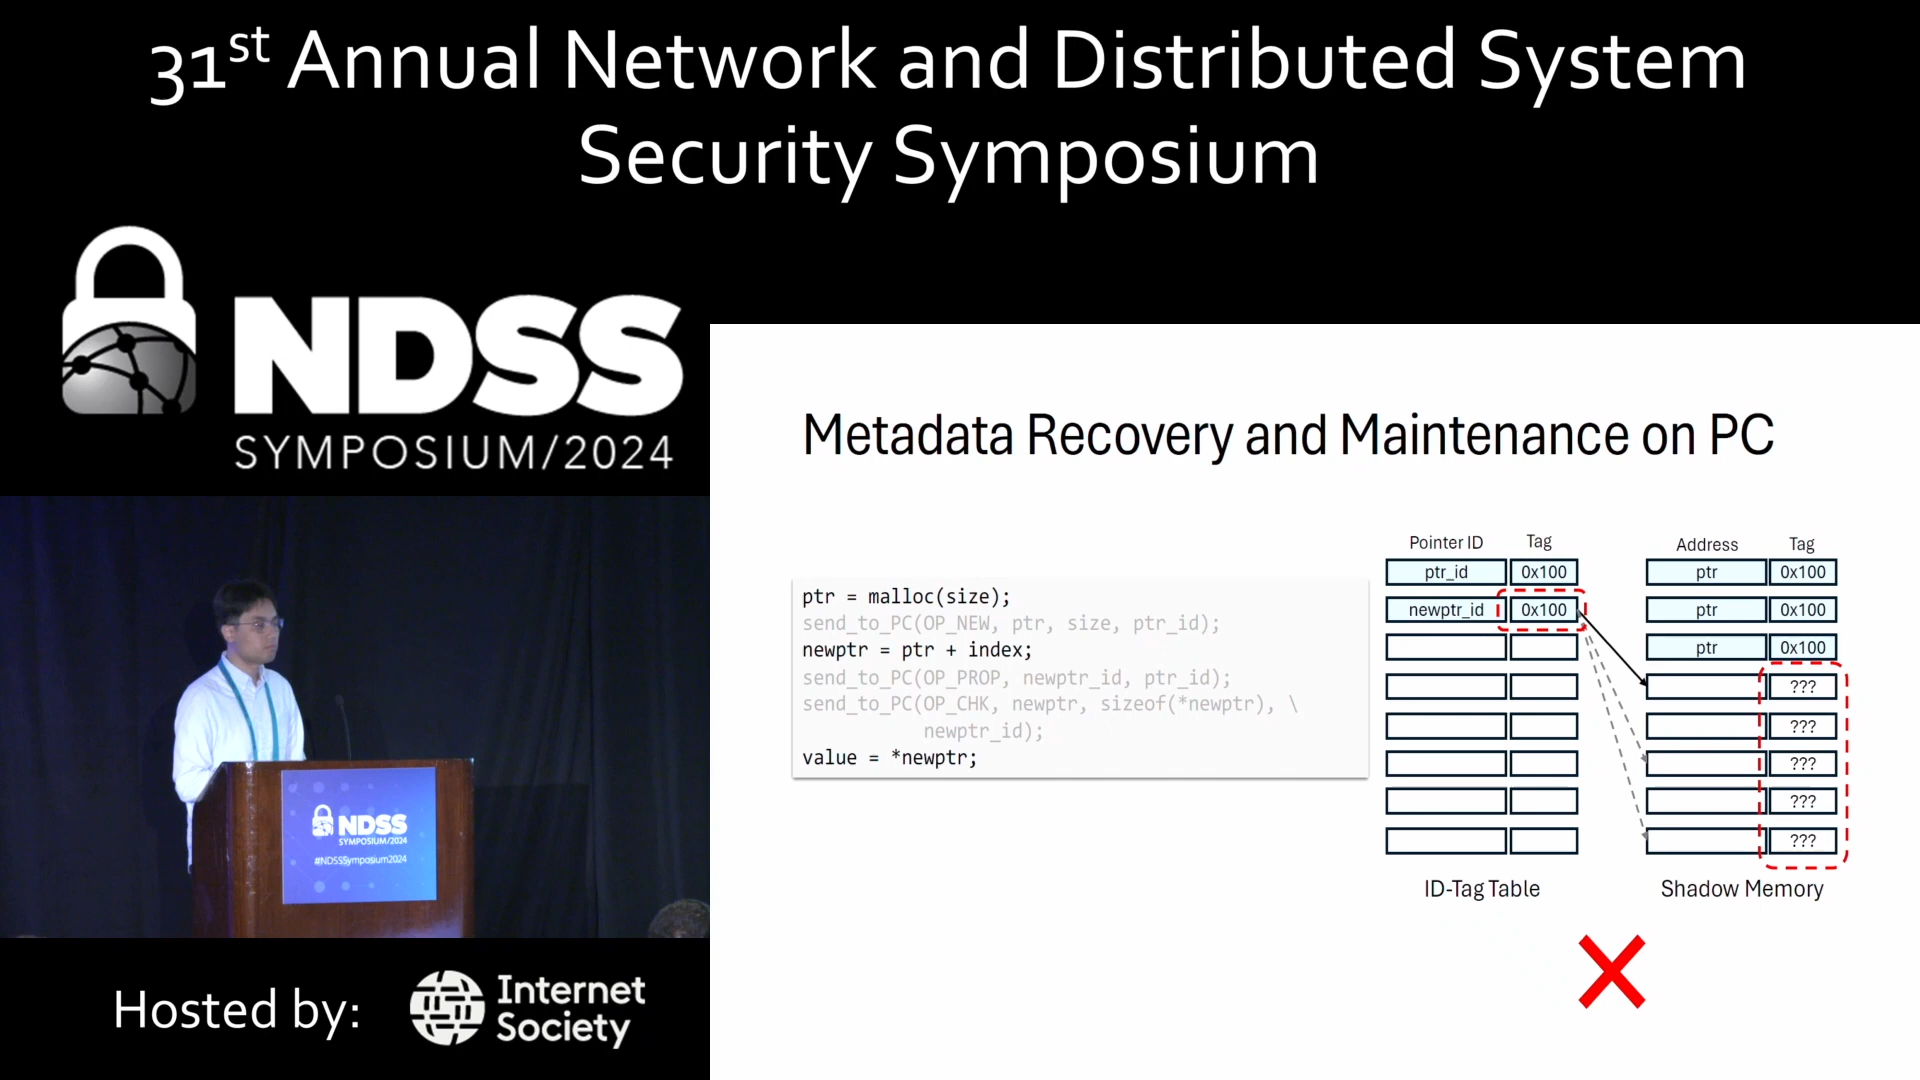 31st Annual Network and Distributed System
Security Symposium
NDSS
SYMPOSIUM/2024
NDSS
SYMPOSIUM/2024
#NDSSSymposium2024
Hosted by:
Internet
Society
Metadata Recovery and Maintenance on PC
ptr = malloc(size);
send_to_PC(OP_NEW, ptr, size, ptr_id);
newptr = ptr + index;
send_to_PC(OP_PROP, newptr_id, ptr_id);
send_to_PC(OP_CHK, newptr, sizeof(*newptr), \
newptr_id);
value = *newptr;
Pointer ID Tag
ptr_id 0x100
newptr_id 0x100
ID-Tag Table
Address Tag
ptr 0x100
ptr 0x100
ptr 0x100
???
???
???
???
???
Shadow Memory